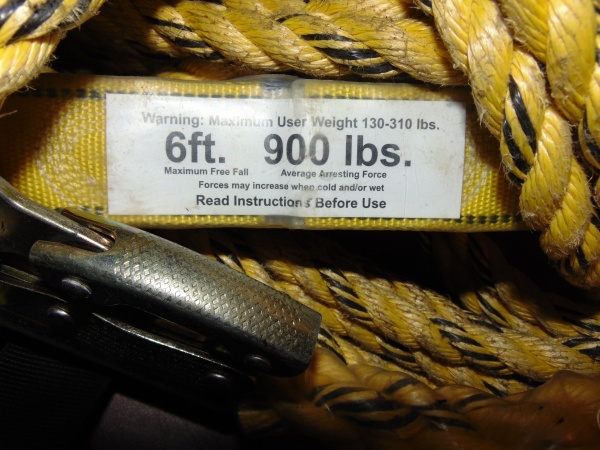 Warning: Maximum User Weight 130-310 lbs.
6ft. 900 lbs.
Maximum Free Fall Average Arresting Force
Forces may increase when cold and/or wet
Read Instructions Before Use